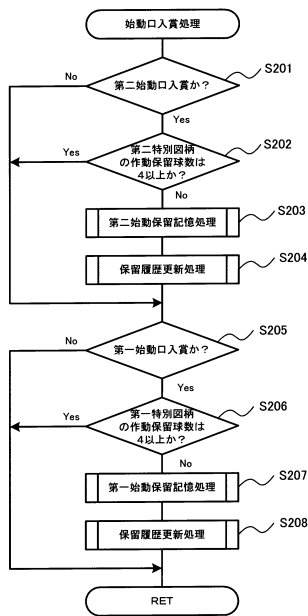 始動口入賞処理
S201
No
第二始動口入賞か？
Yes
S202
Yes
第二特別図柄
の作動保留球数は
4以上か？
No
S203
第二始動保留記憶処理
S204
保留履歴更新処理
S205
No
第一始動口入賞か？
Yes
S206
Yes
第一特別図柄
の作動保留球数は
4以上か？
No
S207
第一始動保留記憶処理
S208
保留履歴更新処理
RET